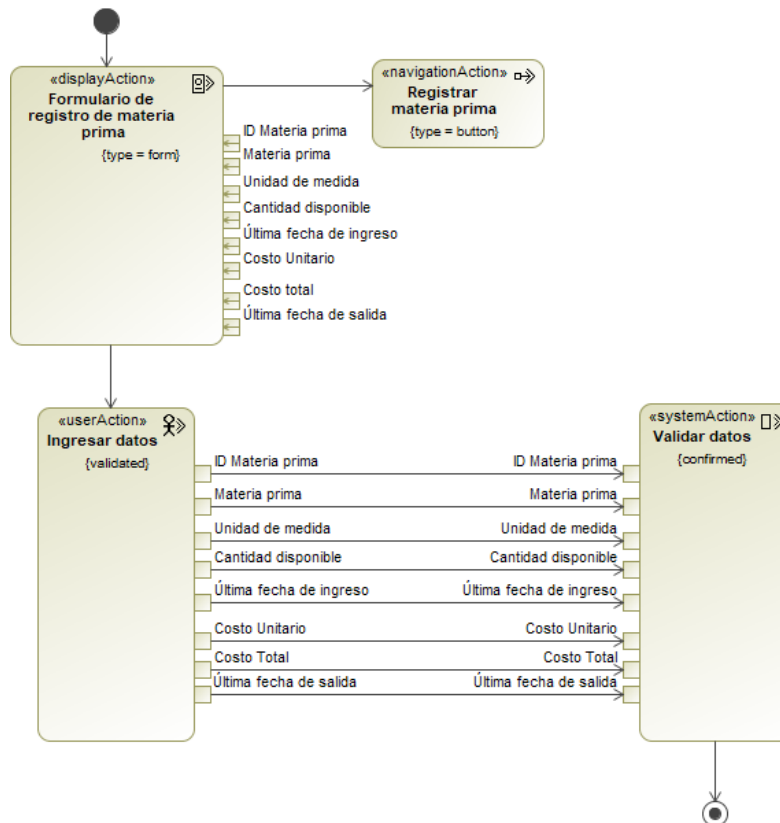 «displayAction»
Formulario de
registro de materia
prima
{type = form}
ID Materia prima
Materia prima
Unidad de medida
Cantidad disponible
Última fecha de ingreso
Costo Unitario
Costo total
Última fecha de salida
«navigationAction»
Registrar
materia prima
{type = button}
«userAction»
Ingresar datos
{validated}
ID Materia prima
Materia prima
Unidad de medida
Cantidad disponible
Última fecha de ingreso
Costo Unitario
Costo Total
Última fecha de salida
ID Materia prima
Materia prima
Unidad de medida
Cantidad disponible
Última fecha de ingreso
Costo Unitario
Costo Total
Última fecha de salida
«systemAction»
Validar datos
{confirmed}